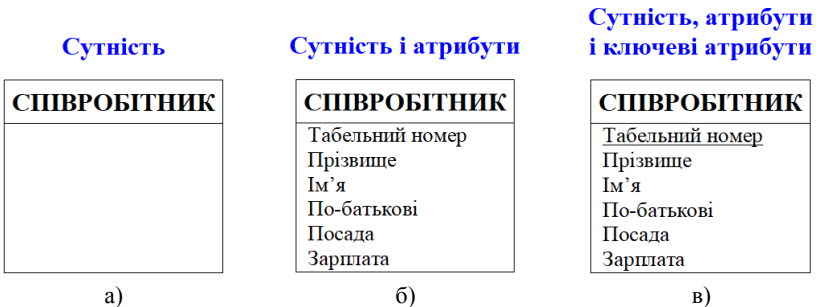 Сутність
СПІВРОБІТНИК
а)
Сутність і атрибути
СПІВРОБІТНИК
Табельний номер
Прізвище
Ім’я
По-батькові
Посада
Зарплата
б)
Сутність, атрибути
і ключеві атрибути
СПІВРОБІТНИК
Табельний номер
Прізвище
Ім’я
По-батькові
Посада
Зарплата
в)